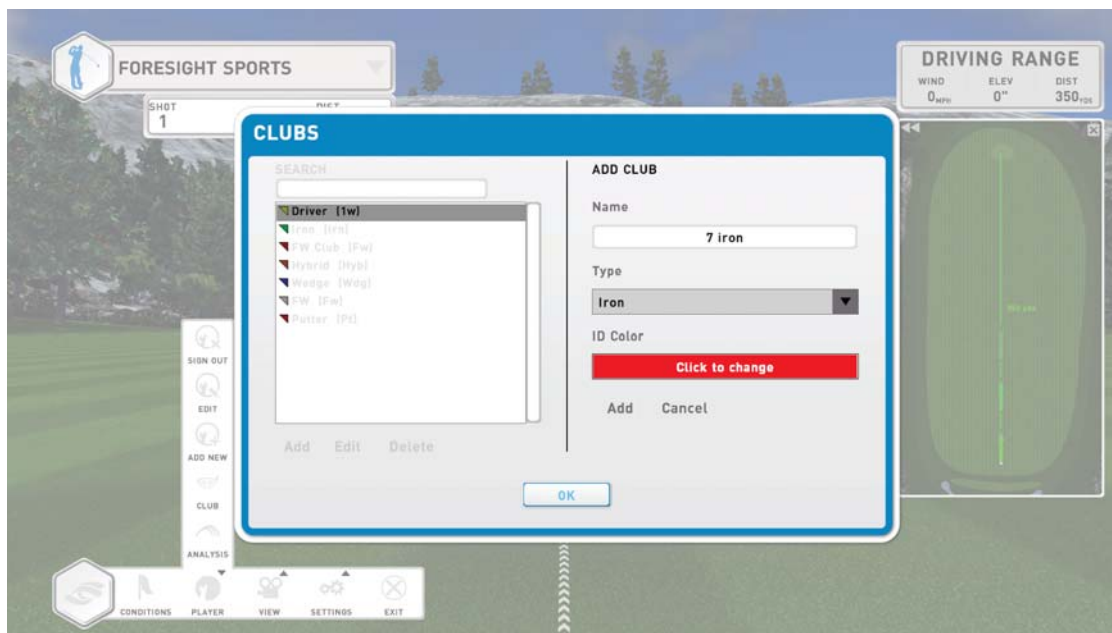 FORESIGHT SPORTS
DRIVING RANGE
WIND ELEV DIST
0MPH 0" 350YDS
SHOT DIST
1
CLUBS
SEARCH
Driver (1w)
Iron (Irn)
FW Club (Fw)
Hybrid (Hyb)
Wedge (Wdg)
FW (Fw)
Putter (Pt)
Add Edit Delete
ADD CLUB
Name
7 iron
Type
Iron
ID Color
Click to change
Add Cancel
OK
SIGN OUT
EDIT
ADD NEW
CLUB
ANALYSIS
CONDITIONS PLAYER VIEW SETTINGS EXIT